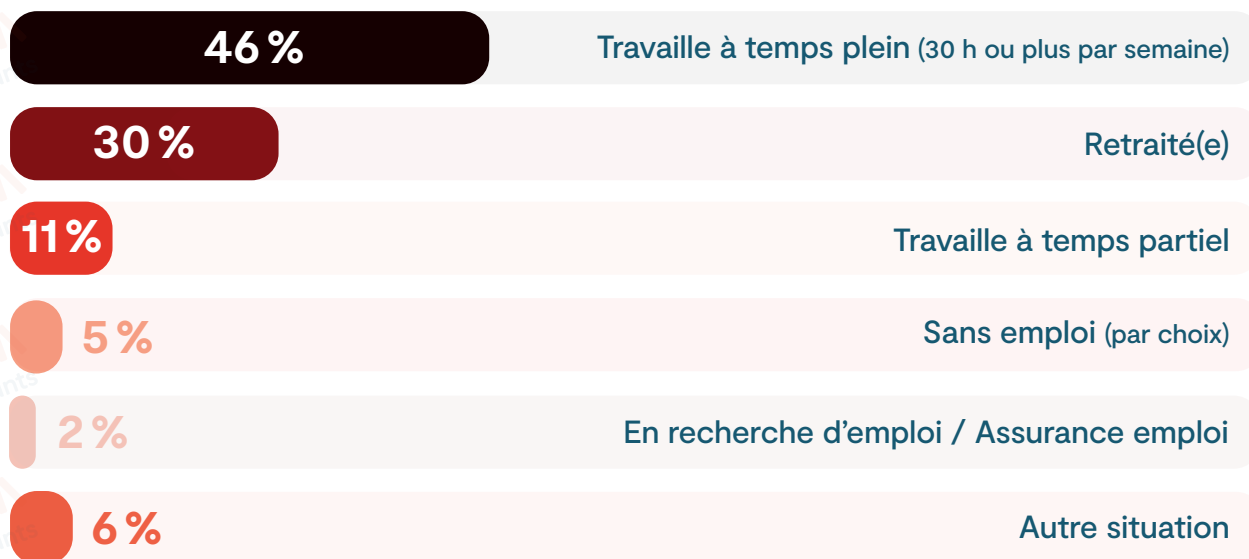 46 % Travaille à temps plein (30 h ou plus par semaine)
30 % Retraité(e)
11 % Travaille à temps partiel
5 % Sans emploi (par choix)
2 % En recherche d’emploi / Assurance emploi
6 % Autre situation